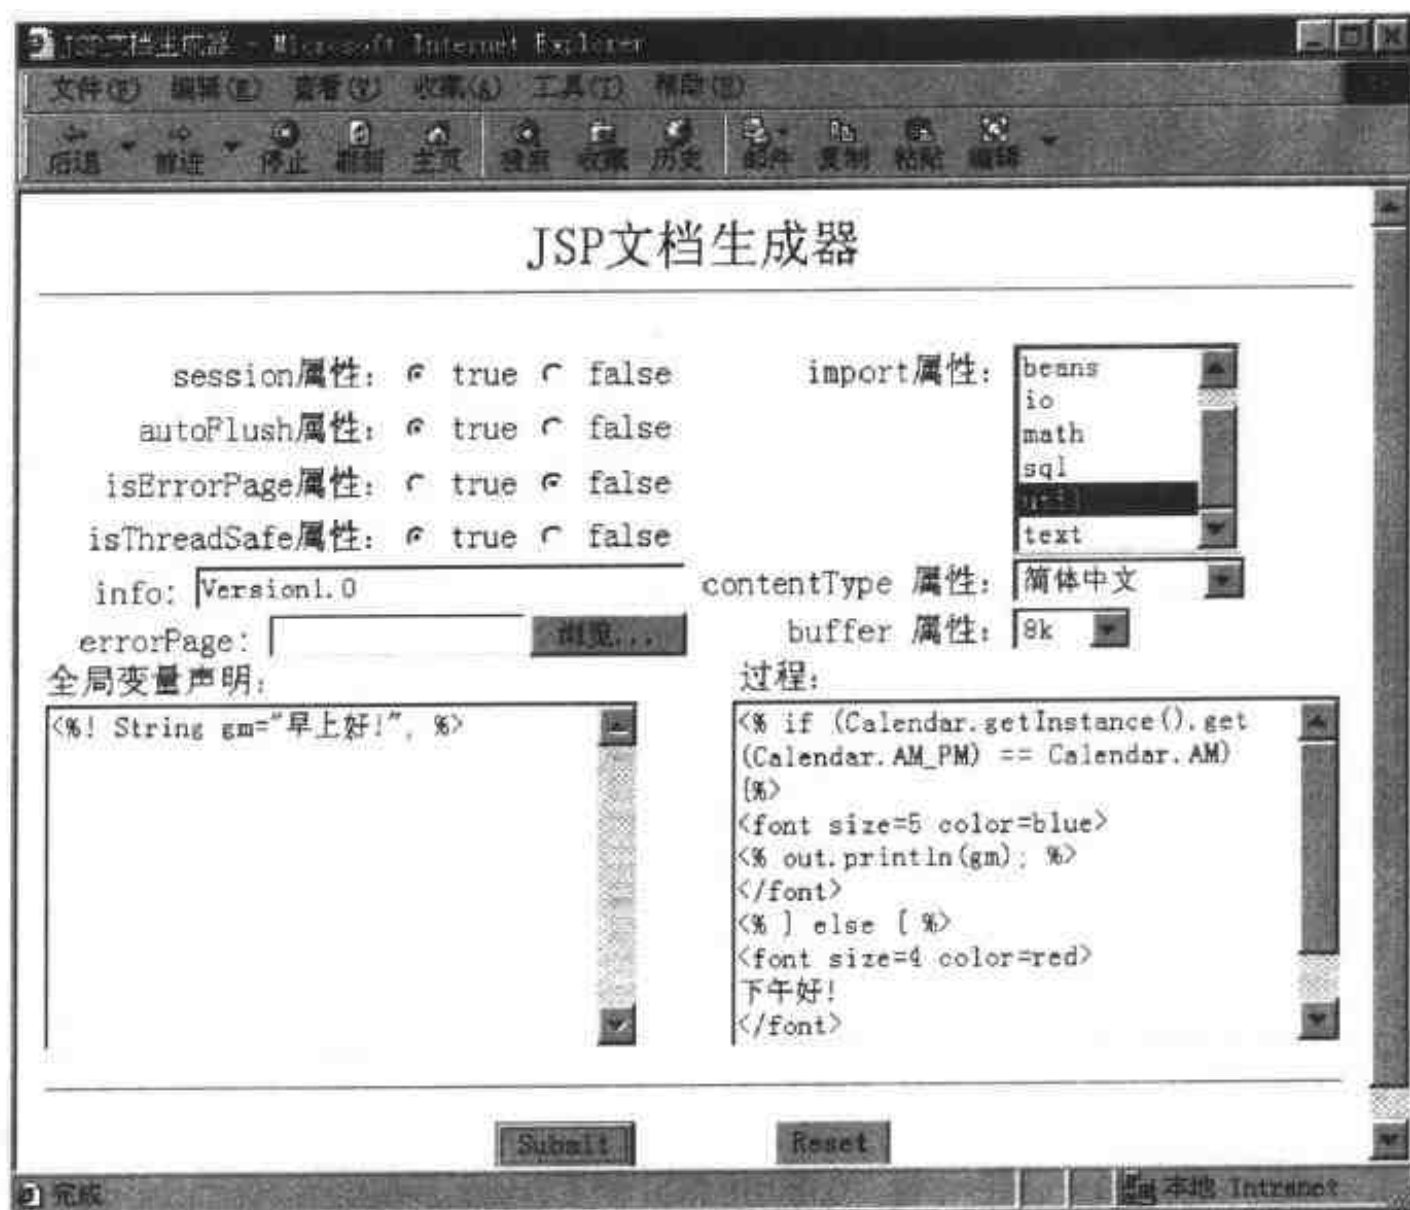 JSP文档生成器 - Microsoft Internet Explorer
文件(F) 编辑(E) 查看(V) 收藏(A) 工具(T) 帮助(H)
后退 前进 停止 刷新 主页 搜索 收藏 历史 邮件 复制 粘贴 编辑
JSP文档生成器
session属性: true false
import属性:
beans
io
math
sql
text
autoFlush属性: true false
isErrorPage属性: true false
isThreadSafe属性: true false
info: Version1.0
contentType 属性: 简体中文
errorPage: 浏览...
buffer 属性: 8k
全局变量声明:
<%! String gm="早上好!", %>
过程:
<% if (Calendar.getInstance().get
(Calendar.AM_PM) == Calendar.AM)
{%>
<font size=5 color=blue>
<% out.println(gm); %>
</font>
<% } else { %>
<font size=4 color=red>
下午好!
</font>
Submit Reset
完成 本地 Intranet